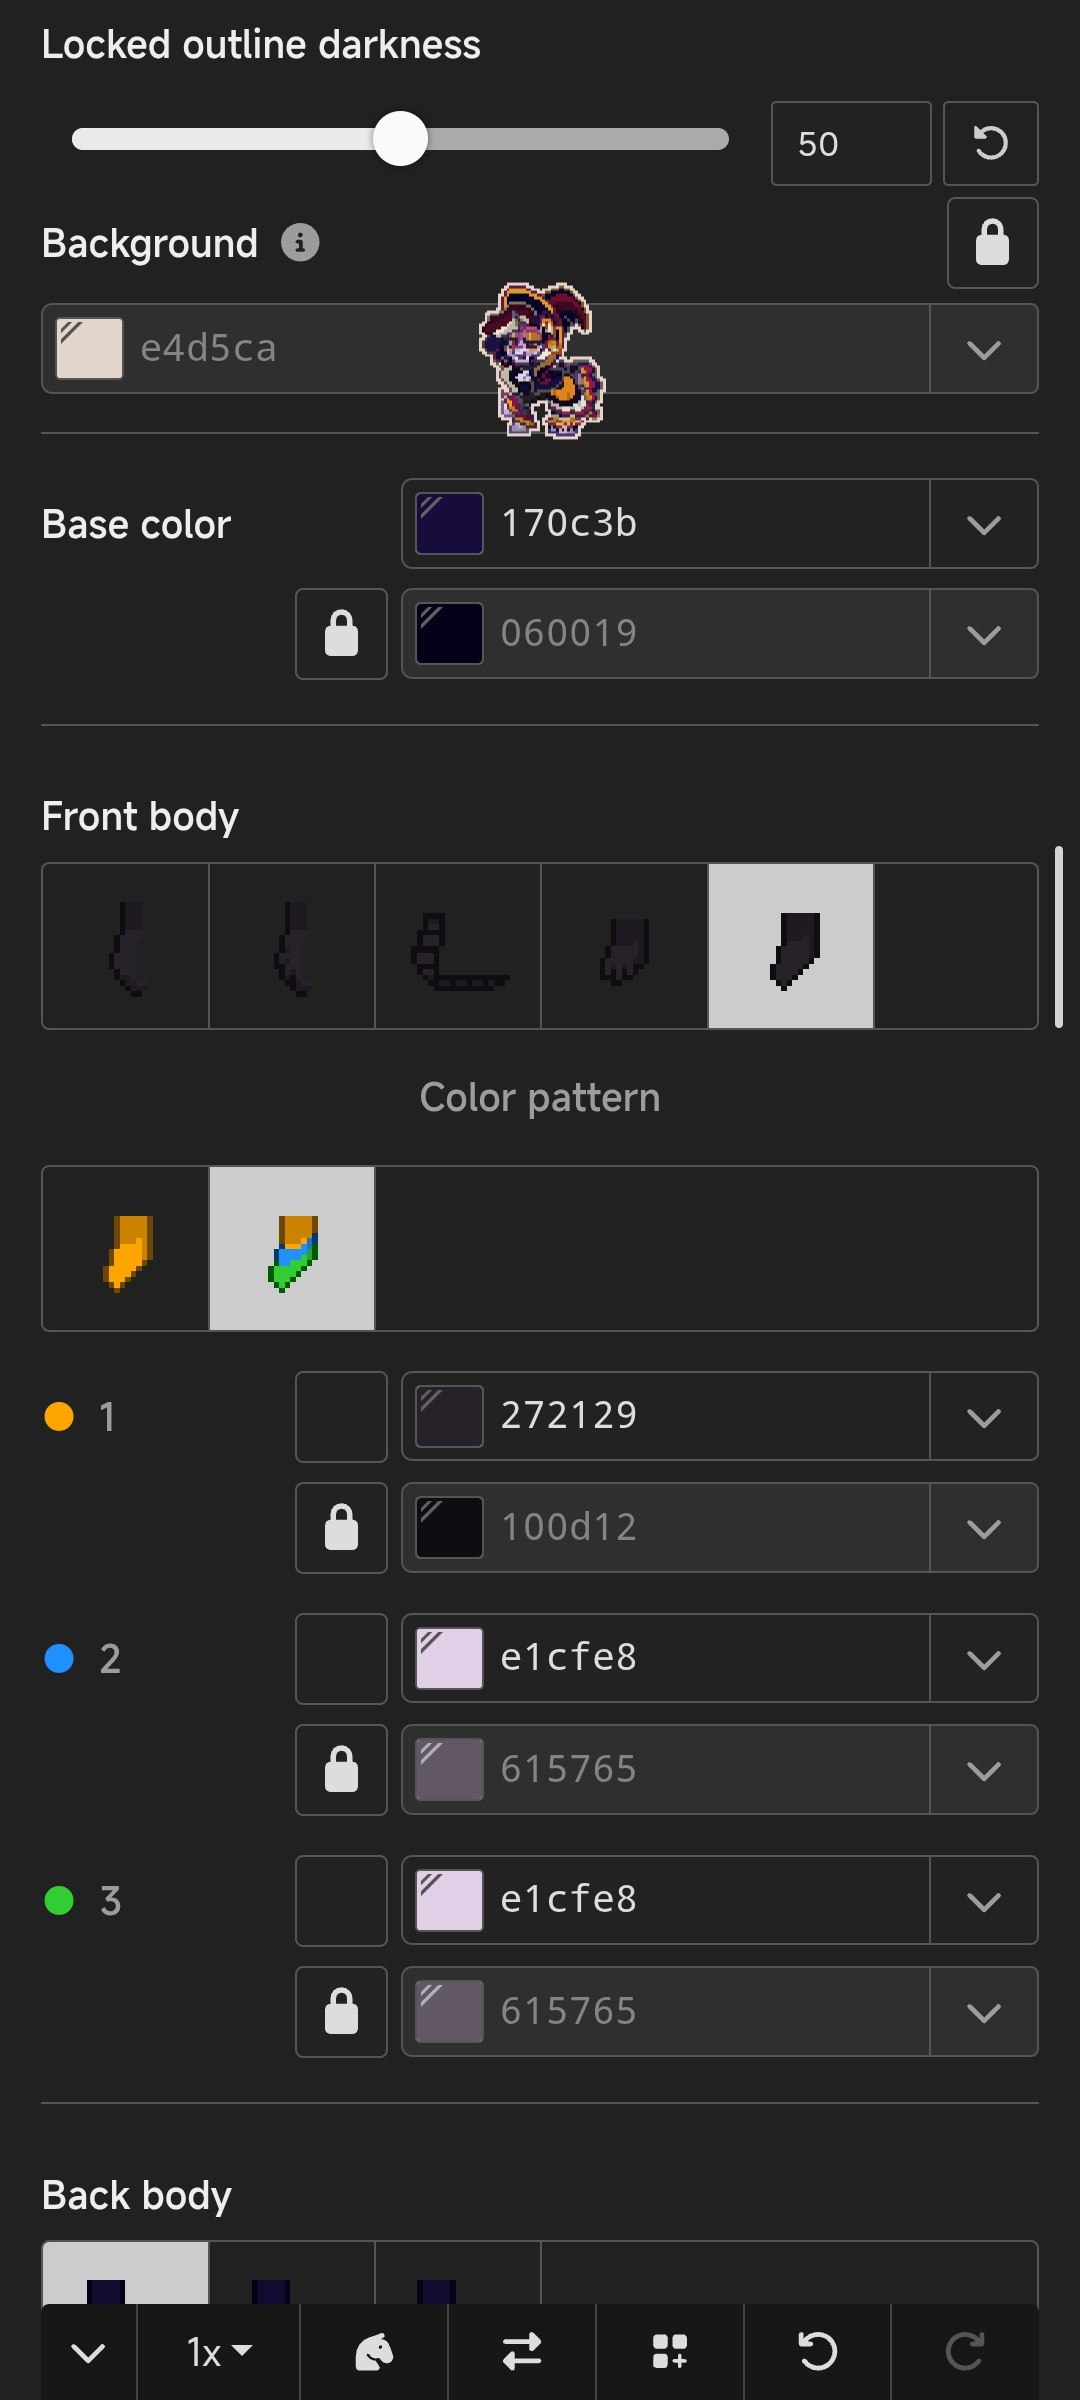 Locked outline darkness
50
Background
e4d5ca
Base color
170c3b
060019
Front body
Color pattern
1
272129
100d12
2
e1cfe8
615765
3
e1cfe8
615765
Back body
1x